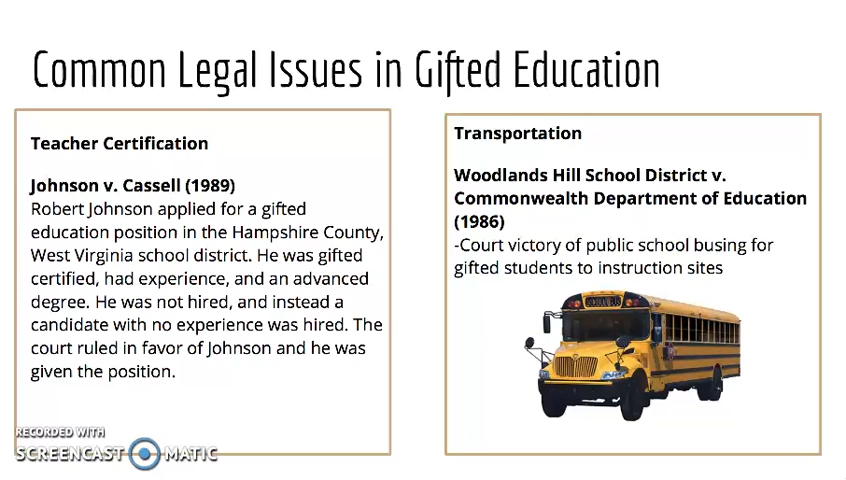 Common Legal Issues in Gifted Education
Teacher Certification
Johnson v. Cassell (1989)
Robert Johnson applied for a gifted
education position in the Hampshire County,
West Virginia school district. He was gifted
certified, had experience, and an advanced
degree. He was not hired, and instead a
candidate with no experience was hired. The
court ruled in favor of Johnson and he was
given the position.
Transportation
Woodlands Hill School District v.
Commonwealth Department of Education
(1986)
-Court victory of public school busing for
gifted students to instruction sites
SCHOOL BUS
RECORDED WITH
SCREENCAST MATIC